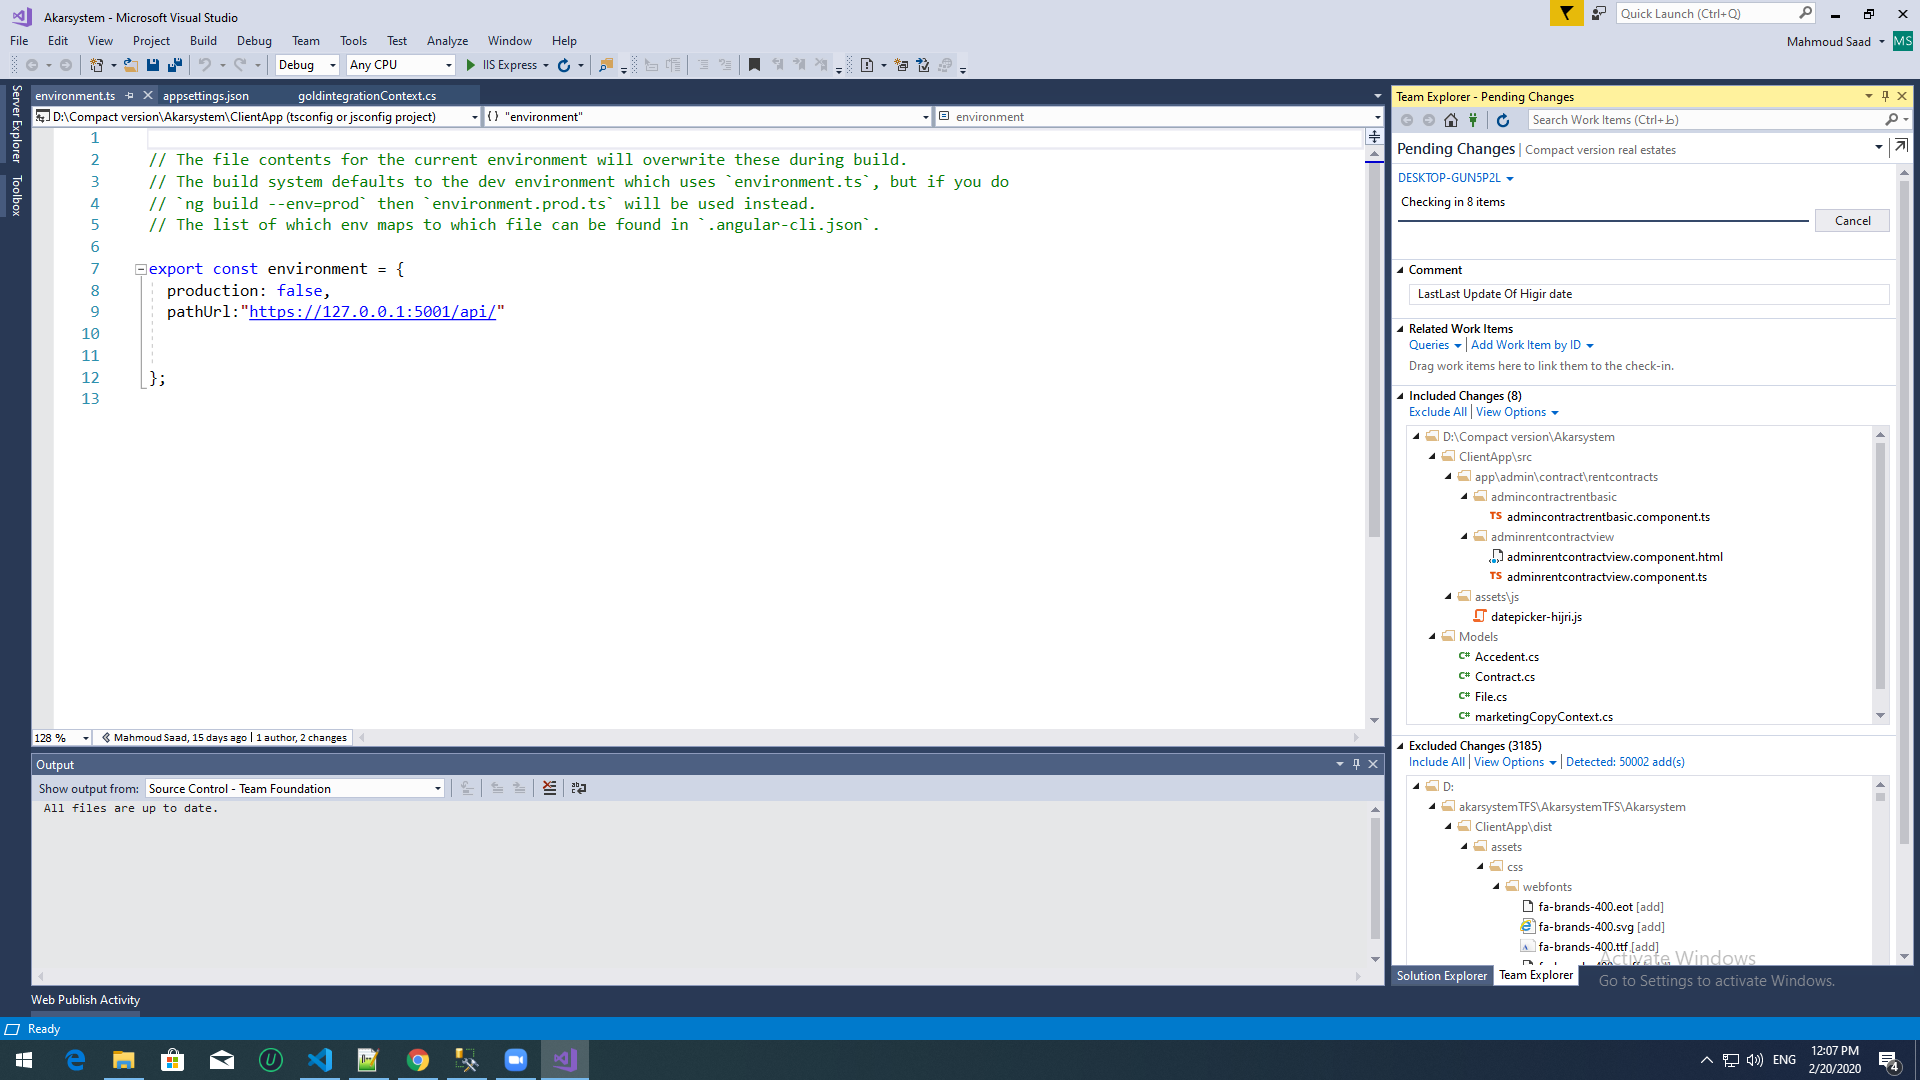 Akarsystem - Microsoft Visual Studio
Quick Launch (Ctrl+Q)
File Edit View Project Build Debug Team Tools Test Analyze Window Help
Mahmoud Saad MS
Debug Any CPU IIS Express
Server Explorer
Toolbox
environment.ts appsettings.json goldintegrationContext.cs
D:\Compact version\Akarsystem\ClientApp (tsconfig or jsconfig project) {} "environment" environment
1
2 // The file contents for the current environment will overwrite these during build.
3 // The build system defaults to the dev environment which uses `environment.ts`, but if you do
4 // `ng build --env=prod` then `environment.prod.ts` will be used instead.
5 // The list of which env maps to which file can be found in `.angular-cli.json`.
6
7 export const environment = {
8 production: false,
9 pathUrl:"https://127.0.0.1:5001/api/"
10
11
12 };
13
128 % Mahmoud Saad, 15 days ago | 1 author, 2 changes
Output
Show output from: Source Control - Team Foundation
All files are up to date.
Web Publish Activity
Team Explorer - Pending Changes
Search Work Items (Ctrl+ط)
Pending Changes | Compact version real estates
DESKTOP-GUN5P2L
Checking in 8 items
Cancel
Comment
LastLast Update Of Higir date
Related Work Items
Queries | Add Work Item by ID
Drag work items here to link them to the check-in.
Included Changes (8)
Exclude All | View Options
D:\Compact version\Akarsystem
ClientApp\src
app\admin\contract\rentcontracts
admincontractrentbasic
TS admincontractrentbasic.component.ts
adminrentcontractview
adminrentcontractview.component.html
TS adminrentcontractview.component.ts
assets\js
datepicker-hijri.js
Models
C# Accedent.cs
C# Contract.cs
C# File.cs
C# marketingCopyContext.cs
Excluded Changes (3185)
Include All | View Options | Detected: 50002 add(s)
D:
akarsystemTFS\AkarsystemTFS\Akarsystem
ClientApp\dist
assets
css
webfonts
fa-brands-400.eot [add]
fa-brands-400.svg [add]
fa-brands-400.ttf [add]
Activate Windows
Go to Settings to activate Windows.
Solution Explorer Team Explorer
Ready
ENG
12:07 PM
2/20/2020
4